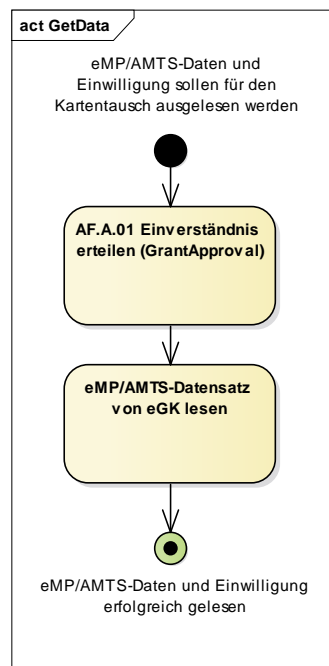 act GetData
eMP/AMTS-Daten und
Einwilligung sollen für den
Kartentausch ausgelesen werden
AF.A.01 Einverständnis
erteilen (GrantApproval)
eMP/AMTS-Datensatz
von eGK lesen
eMP/AMTS-Daten und Einwilligung
erfolgreich gelesen